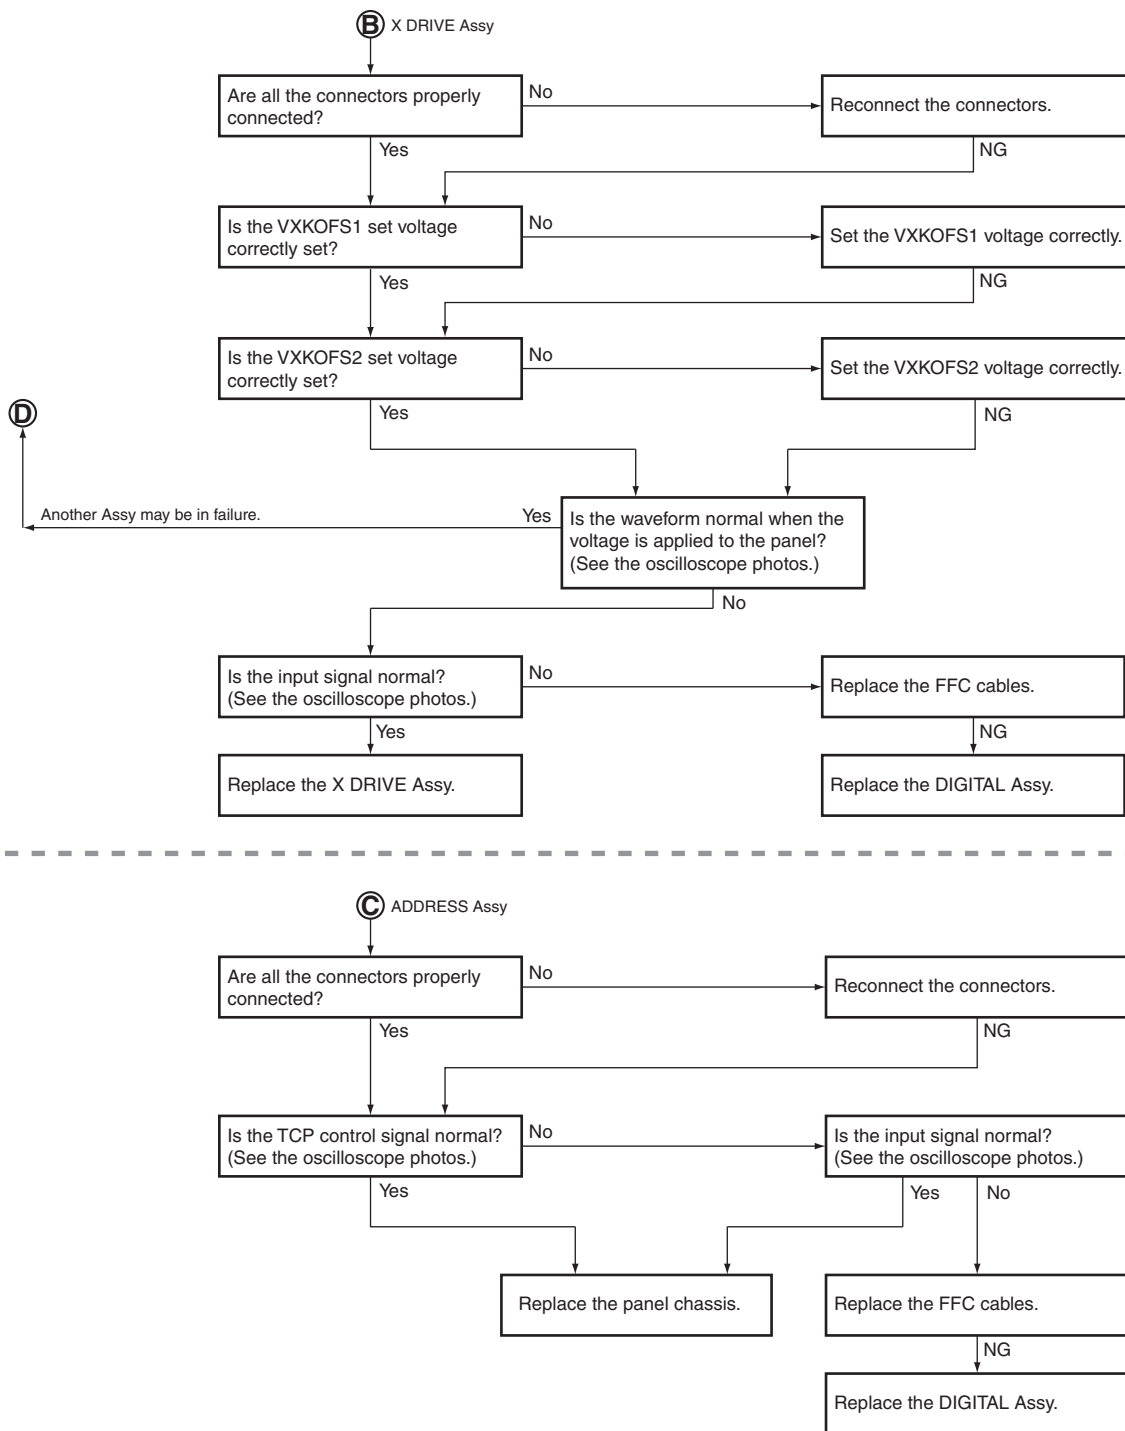 B X DRIVE Assy
Are all the connectors properly
connected?
No
Reconnect the connectors.
Yes
NG
Is the VXKOFS1 set voltage
correctly set?
No
Set the VXKOFS1 voltage correctly.
Yes
NG
Is the VXKOFS2 set voltage
correctly set?
No
Set the VXKOFS2 voltage correctly.
Yes
NG
D
Another Assy may be in failure.
Yes
Is the waveform normal when the
voltage is applied to the panel?
(See the oscilloscope photos.)
No
Is the input signal normal?
(See the oscilloscope photos.)
No
Replace the FFC cables.
Yes
NG
Replace the X DRIVE Assy.
Replace the DIGITAL Assy.
C ADDRESS Assy
Are all the connectors properly
connected?
No
Reconnect the connectors.
Yes
NG
Is the TCP control signal normal?
(See the oscilloscope photos.)
No
Is the input signal normal?
(See the oscilloscope photos.)
Yes
Yes
No
Replace the panel chassis.
Replace the FFC cables.
NG
Replace the DIGITAL Assy.